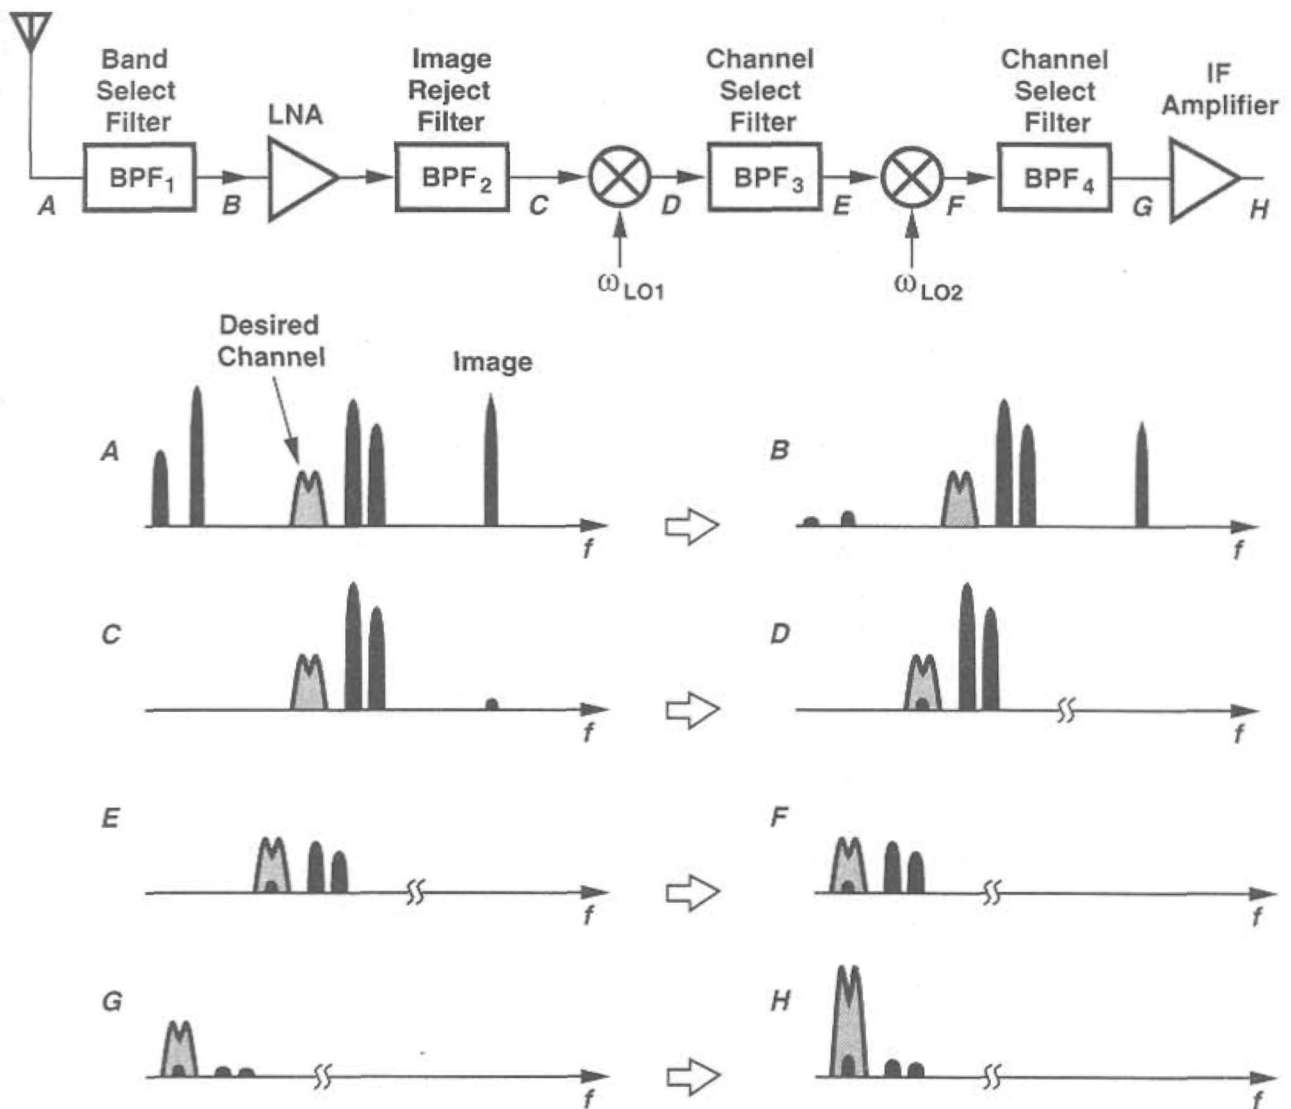 Band
Select
Filter
LNA
Image
Reject
Filter
Channel
Select
Filter
Channel
Select
Filter
IF
Amplifier
A
BPF1
B
BPF2
C
D
BPF3
E
F
BPF4
G
H
ωLO1
ωLO2
Desired
Channel
Image
A
f
B
f
C
f
D
f
E
f
F
f
G
f
H
f